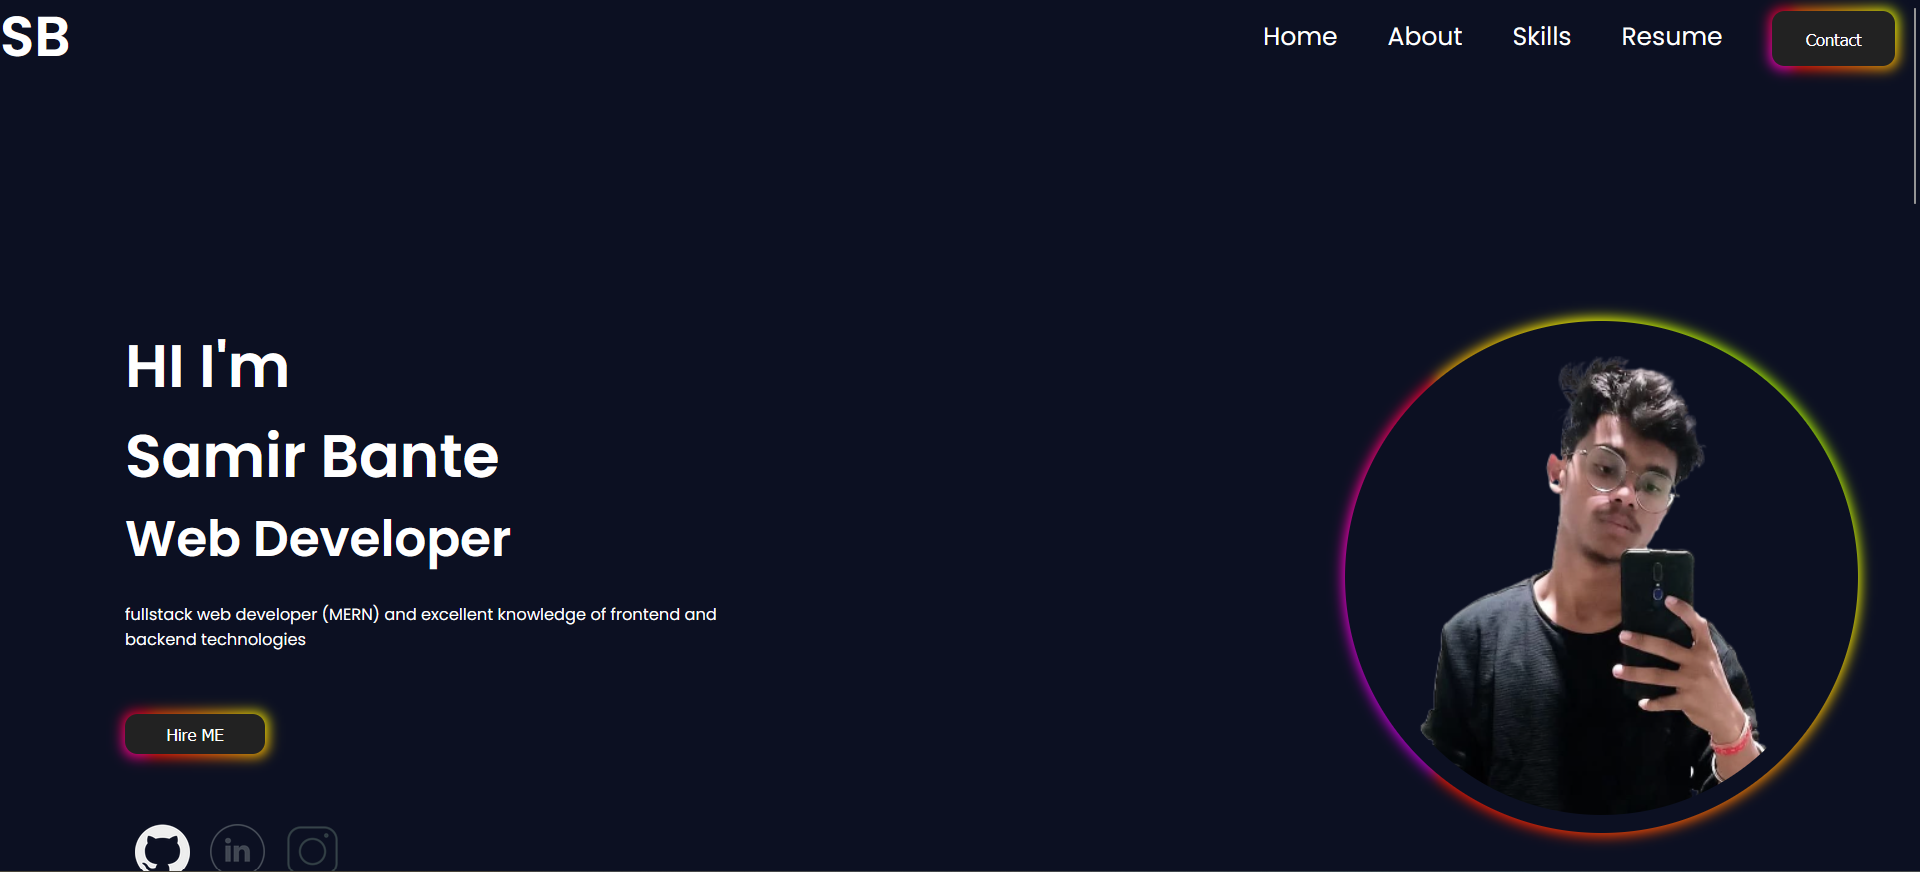 SB
Home About Skills Resume Contact
HI I'm
Samir Bante
Web Developer
fullstack web developer (MERN) and excellent knowledge of frontend and
backend technologies
Hire ME
in